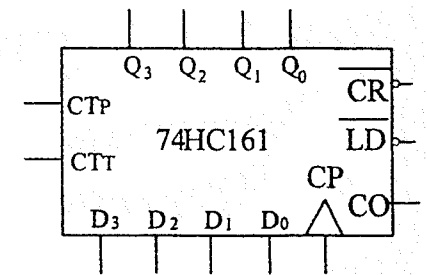 Q₃ Q₂ Q₁ Q₀
CR
CTP
74HC161
LD
CTT
CP
CO
D₃ D₂ D₁ D₀